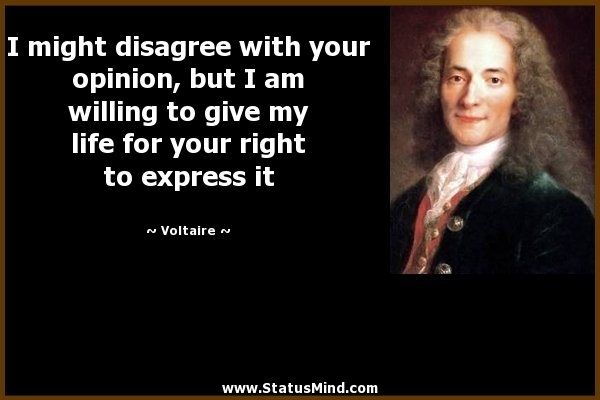 I might disagree with your
opinion, but I am
willing to give my
life for your right
to express it
~ Voltaire ~
www.StatusMind.com